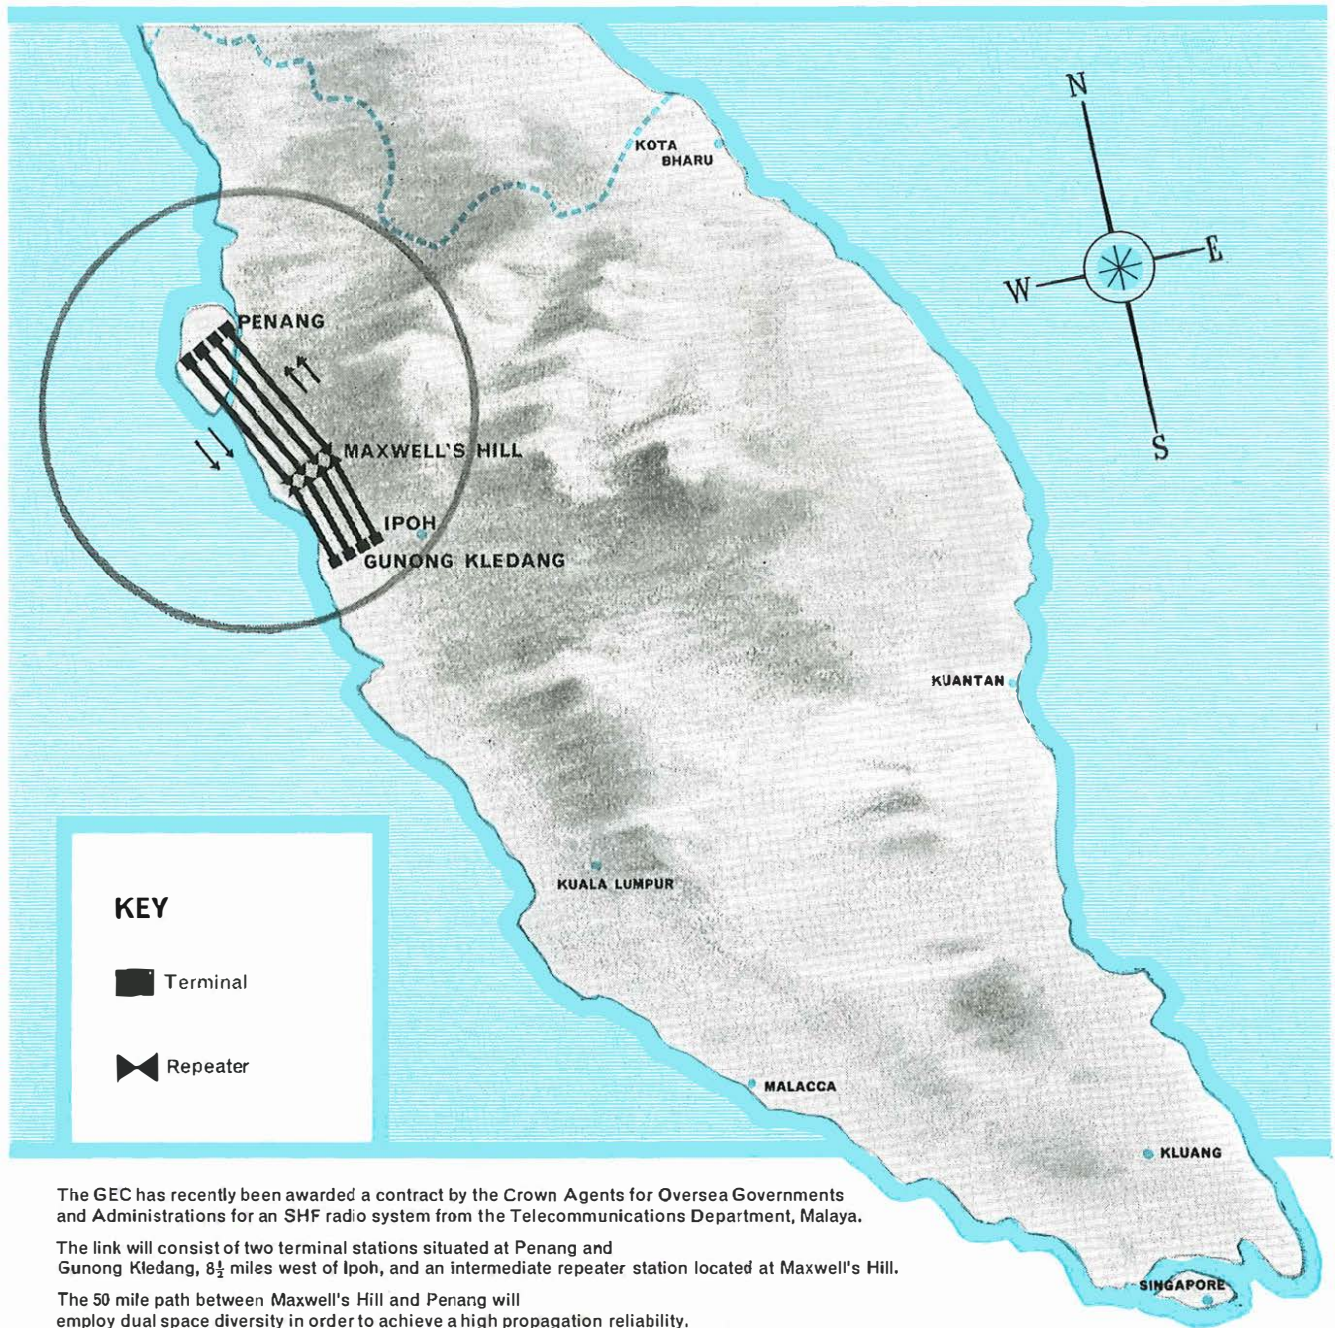 N
KOTA
BHARU
E
W
PENANG
S
MAXWELL'S HILL
IPOH
GUNONG KLEDANG
KUANTAN
KUALA LUMPUR
KEY
Terminal
Repeater
MALACCA
KLUANG
The GEC has recently been awarded a contract by the Crown Agents for Oversea Governments
and Administrations for an SHF radio system from the Telecommunications Department, Malaya.
The link will consist of two terminal stations situated at Penang and
Gunong Kledang, 8½ miles west of Ipoh, and an intermediate repeater station located at Maxwell's Hill.
SINGAPORE
The 50 mile path between Maxwell's Hill and Penang will
employ dual space diversity in order to achieve a high propagation reliability.